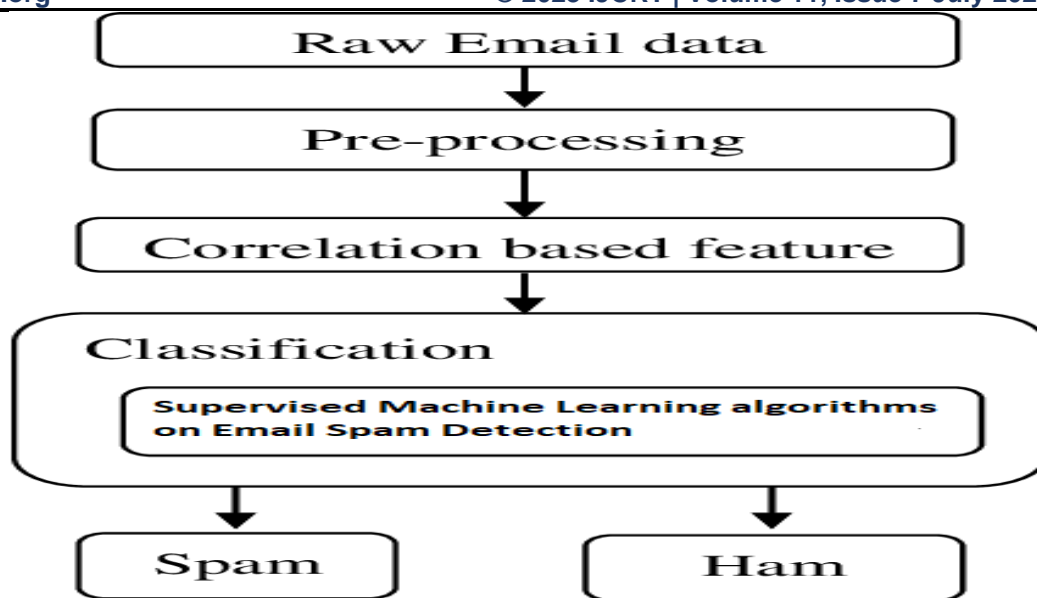 Raw Email data
Pre-processing
Correlation based feature
Classification
Supervised Machine Learning algorithms
on Email Spam Detection
Spam
Ham